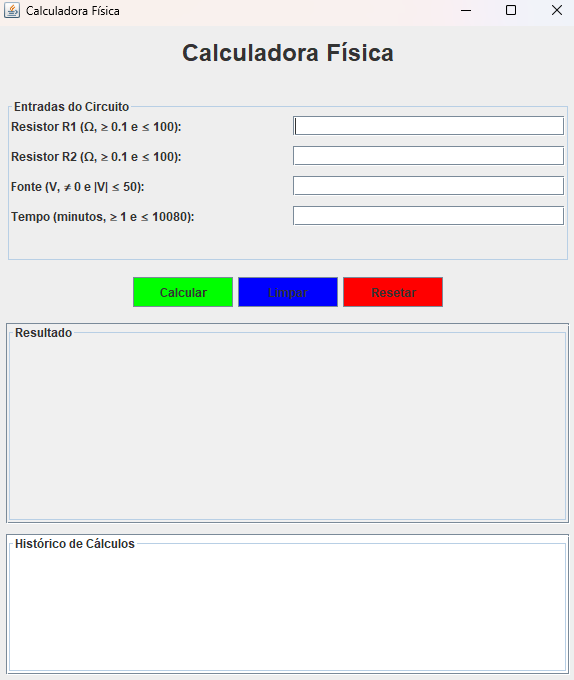 Calculadora Física
Calculadora Física
Entradas do Circuito
Resistor R1 (Ω, ≥ 0.1 e ≤ 100):
Resistor R2 (Ω, ≥ 0.1 e ≤ 100):
Fonte (V, ≠ 0 e |V| ≤ 50):
Tempo (minutos, ≥ 1 e ≤ 10080):
Calcular Limpar Resetar
Resultado
Histórico de Cálculos